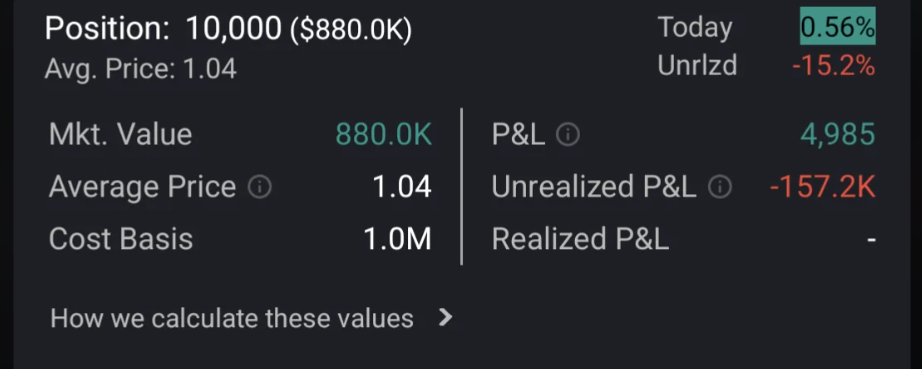 Position: 10,000 ($880.0K) Today 0.56%
Avg. Price: 1.04 Unrlzd -15.2%
Mkt. Value 880.0K P&L ⓘ 4,985
Average Price ⓘ 1.04 Unrealized P&L ⓘ -157.2K
Cost Basis 1.0M Realized P&L -
How we calculate these values >